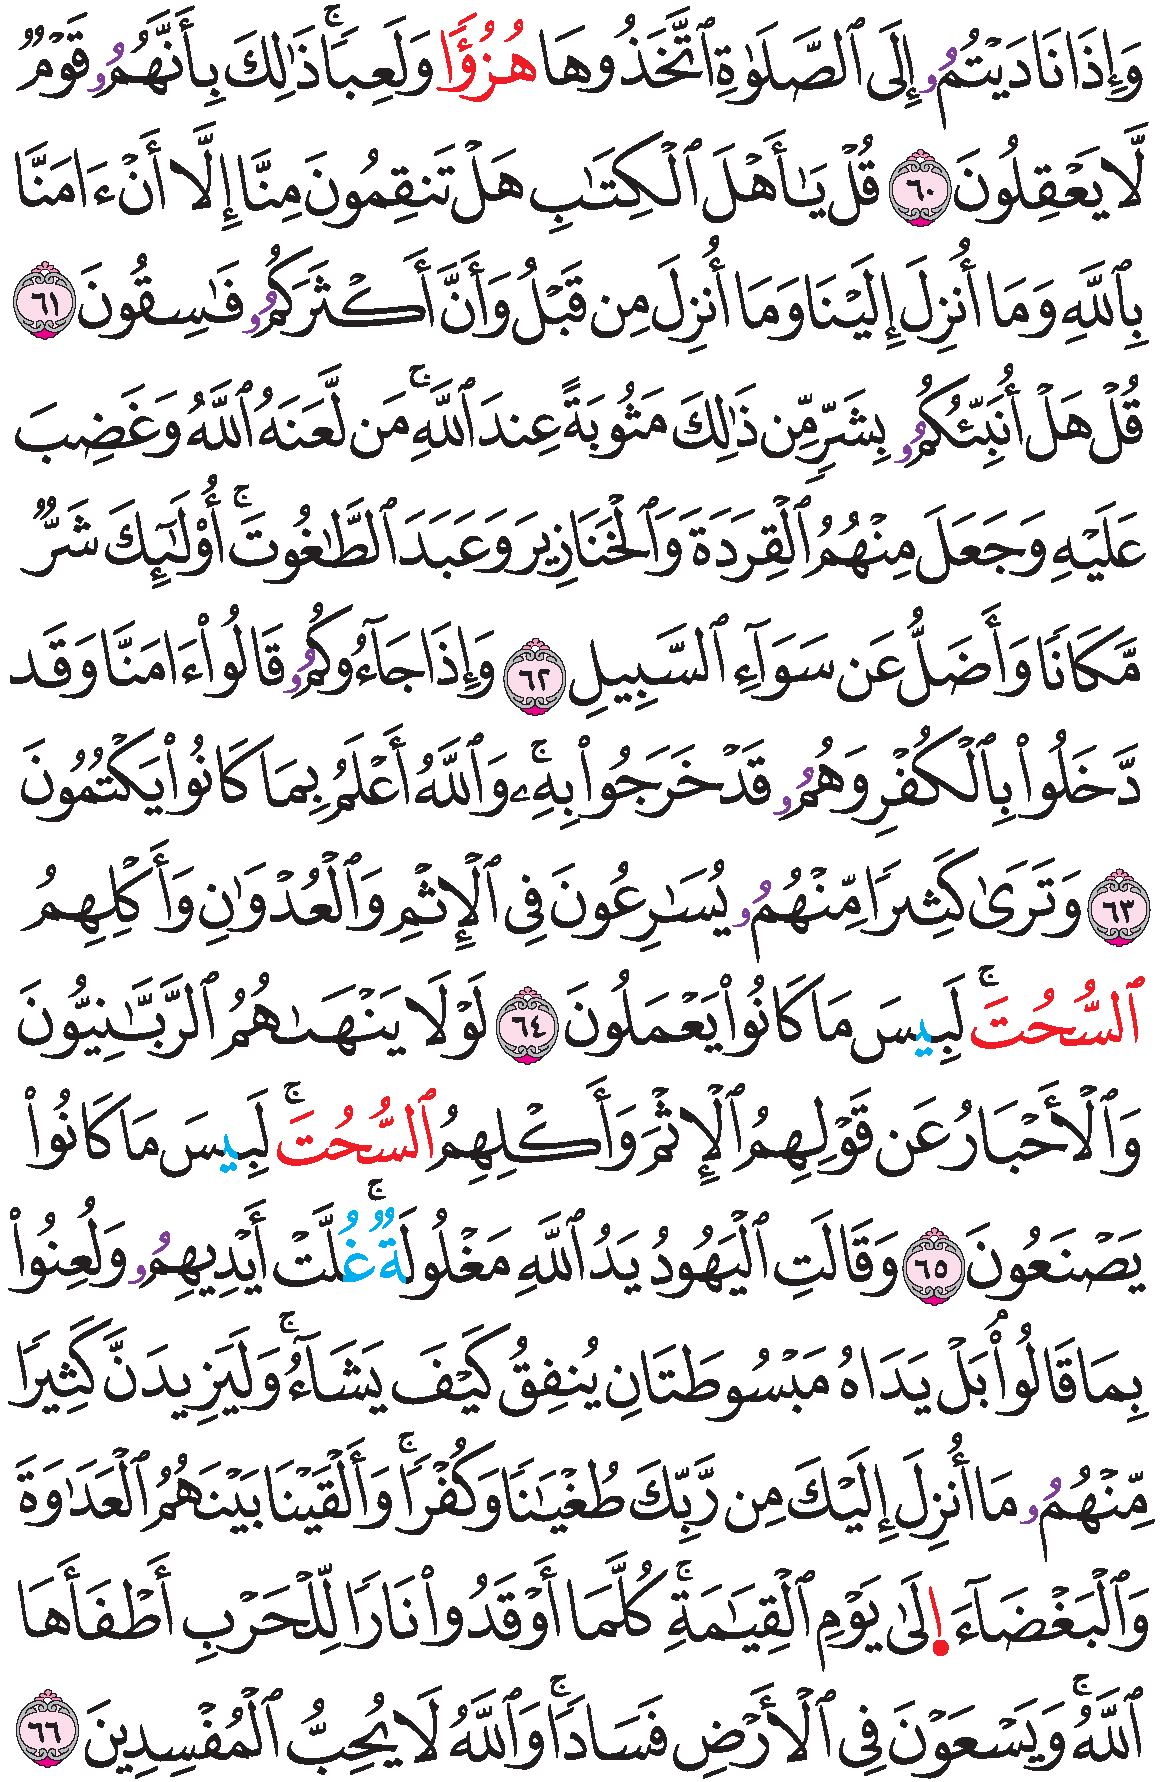 وَإِذَا نَادَيْتُمُۥ إِلَى ٱلصَّلَوٰةِ ٱتَّخَذُوهَا هُزُؤًا وَلَعِبًاۚ ذَٰلِكَ بِأَنَّهُمُۥ قَوْمٌ
لَّا يَعْقِلُونَ ٦٠ قُلْ يَـٰٓأَهْلَ ٱلْكِتَـٰبِ هَلْ تَنقِمُونَ مِنَّا إِلَّا أَنْ ءَامَنَّا
بِٱللَّهِ وَمَا أُنزِلَ إِلَيْنَا وَمَا أُنزِلَ مِن قَبْلُ وَأَنَّ أَكْثَرَكُمُۥ فَـٰسِقُونَ ٦١
قُلْ هَلْ أُنَبِّئُكُمُۥ بِشَرٍّ مِّن ذَٰلِكَ مَثُوبَةً عِندَ ٱللَّهِۚ مَن لَّعَنَهُ ٱللَّهُ وَغَضِبَ
عَلَيْهِ وَجَعَلَ مِنْهُمُ ٱلْقِرَدَةَ وَٱلْخَنَازِيرَ وَعَبَدَ ٱلطَّـٰغُوتَۚ أُوْلَـٰٓئِكَ شَرٌّ
مَّكَانًا وَأَضَلُّ عَن سَوَآءِ ٱلسَّبِيلِ ٦٢ وَإِذَا جَآءُوكُمُۥ قَالُوٓاْ ءَامَنَّا وَقَد
دَّخَلُواْ بِٱلْكُفْرِ وَهُمُۥ قَدْ خَرَجُواْ بِهِۦۚ وَٱللَّهُ أَعْلَمُ بِمَا كَانُواْ يَكْتُمُونَ
٦٣ وَتَرَىٰ كَثِيرًا مِّنْهُمُۥ يُسَـٰرِعُونَ فِى ٱلْإِثْمِ وَٱلْعُدْوَٰنِ وَأَكْلِهِمُ
ٱلسُّحُتَۚ لَبِيسَ مَا كَانُواْ يَعْمَلُونَ ٦٤ لَوْلَا يَنْهَـٰهُمُ ٱلرَّبَّـٰنِيُّونَ
وَٱلْأَحْبَارُ عَن قَوْلِهِمُ ٱلْإِثْمَ وَأَكْلِهِمُ ٱلسُّحُتَۚ لَبِيسَ مَا كَانُواْ
يَصْنَعُونَ ٦٥ وَقَالَتِ ٱلْيَهُودُ يَدُ ٱللَّهِ مَغْلُولَةٌۚ غُلَّتْ أَيْدِيهِمُۥ وَلُعِنُواْ
بِمَا قَالُواْۘ بَلْ يَدَاهُ مَبْسُوطَتَانِ يُنفِقُ كَيْفَ يَشَآءُۚ وَلَيَزِيدَنَّ كَثِيرًا
مِّنْهُمُۥ مَا أُنزِلَ إِلَيْكَ مِن رَّبِّكَ طُغْيَـٰنًا وَكُفْرًاۚ وَأَلْقَيْنَا بَيْنَهُمُ ٱلْعَدَٰوَةَ
وَٱلْبَغْضَآءَ اِ۬لَىٰ يَوْمِ ٱلْقِيَـٰمَةِۚ كُلَّمَا أَوْقَدُواْ نَارًا لِّلْحَرْبِ أَطْفَأَهَا
ٱللَّهُۚ وَيَسْعَوْنَ فِى ٱلْأَرْضِ فَسَادًاۚ وَٱللَّهُ لَا يُحِبُّ ٱلْمُفْسِدِينَ ٦٦